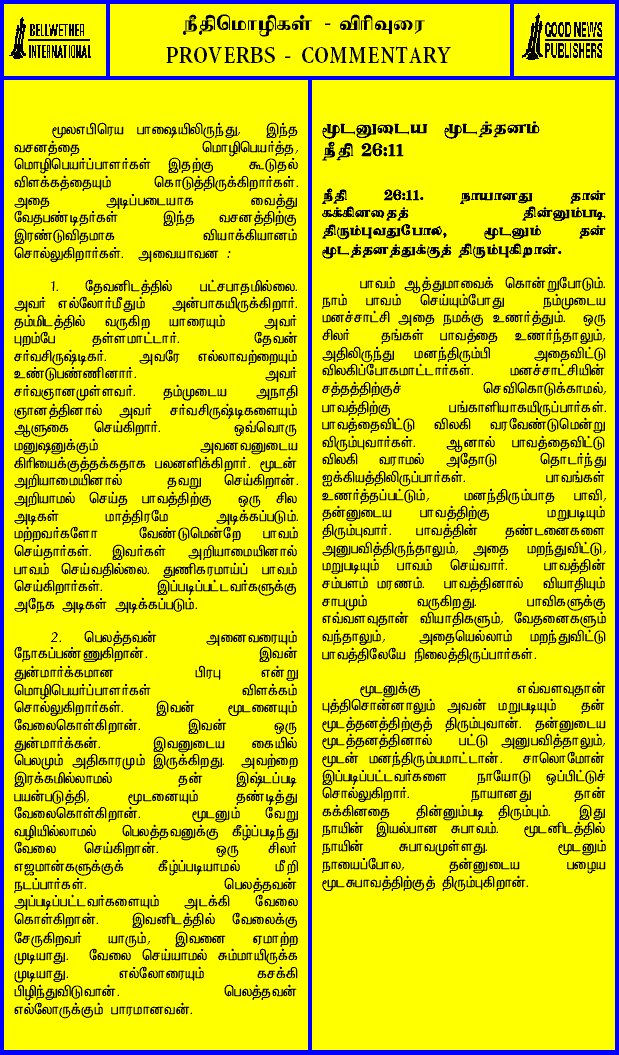 BELLWETHER
INTERNATIONAL
நீதிமொழிகள் - விரிவுரை
PROVERBS - COMMENTARY
GOOD NEWS
PUBLISHERS
மூலஎபிரெய பாஷையிலிருந்து, இந்த
வசனத்தை மொழிபெயர்த்த,
மொழிபெயர்ப்பாளர்கள் இதற்கு கூடுதல்
விளக்கத்தையும் கொடுத்திருக்கிறார்கள்.
அதை அடிப்படையாக வைத்து
வேதபண்டிதர்கள் இந்த வசனத்திற்கு
இரண்டுவிதமாக வியாக்கியானம்
சொல்லுகிறார்கள். அவையாவன :
1. தேவனிடத்தில் பட்சபாதமில்லை.
அவர் எல்லோர்மீதும் அன்பாகயிருக்கிறார்.
தம்மிடத்தில் வருகிற யாரையும் அவர்
புறம்பே தள்ளமாட்டார். தேவன்
சர்வசிருஷ்டிகர். அவரே எல்லாவற்றையும்
உண்டுபண்ணினார். அவர்
சர்வஞானமுள்ளவர். தம்முடைய அநாதி
ஞானத்தினால் அவர் சர்வசிருஷ்டிகளையும்
ஆளுகை செய்கிறார். ஒவ்வொரு
மனுஷனுக்கும் அவனவனுடைய
கிரியைக்குத்தக்கதாக பலனளிக்கிறார். மூடன்
அறியாமையினால் தவறு செய்கிறான்.
அறியாமல் செய்த பாவத்திற்கு ஒரு சில
அடிகள் மாத்திரமே அடிக்கப்படும்.
மற்றவர்களோ வேண்டுமென்றே பாவம்
செய்தார்கள். இவர்கள் அறியாமையினால்
பாவம் செய்வதில்லை. துணிகரமாய்ப் பாவம்
செய்கிறார்கள். இப்படிப்பட்டவர்களுக்கு
அநேக அடிகள் அடிக்கப்படும்.
2. பெலத்தவன் அனைவரையும்
நோகப்பண்ணுகிறான். இவன்
துன்மார்க்கமான பிரபு என்று
மொழிபெயர்ப்பாளர்கள் விளக்கம்
சொல்லுகிறார்கள். இவன் மூடனையும்
வேலைகொள்கிறான். இவன் ஒரு
துன்மார்க்கன். இவனுடைய கையில்
பெலமும் அதிகாரமும் இருக்கிறது. அவற்றை
இரக்கமில்லாமல் தன் இஷ்டப்படி
பயன்படுத்தி, மூடனையும் தண்டித்து
வேலைகொள்கிறான். மூடனும் வேறு
வழியில்லாமல் பெலத்தவனுக்கு கீழ்ப்படிந்து
வேலை செய்கிறான். ஒரு சிலர்
எஜமான்களுக்குக் கீழ்ப்படியாமல் மீறி
நடப்பார்கள். பெலத்தவன்
அப்படிப்பட்டவர்களையும் அடக்கி வேலை
கொள்கிறான். இவனிடத்தில் வேலைக்கு
சேருகிறவர் யாரும், இவனை ஏமாற்ற
முடியாது. வேலை செய்யாமல் சும்மாயிருக்க
முடியாது. எல்லோரையும் கசக்கி
பிழிந்துவிடுவான். பெலத்தவன்
எல்லோருக்கும் பாரமானவன்.
மூடனுடைய மூடத்தனம்
நீதி 26:11
நீதி 26:11. நாயானது தான்
கக்கினதைத் தின்னும்படி
திரும்புவதுபோல, மூடனும் தன்
மூடத்தனத்துக்குத் திரும்புகிறான்.
பாவம் ஆத்துமாவைக் கொன்றுபோடும்.
நாம் பாவம் செய்யும்போது நம்முடைய
மனச்சாட்சி அதை நமக்கு உணர்த்தும். ஒரு
சிலர் தங்கள் பாவத்தை உணர்ந்தாலும்,
அதிலிருந்து மனந்திரும்பி அதைவிட்டு
விலகிப்போகமாட்டார்கள். மனச்சாட்சியின்
சத்தத்திற்குச் செவிகொடுக்காமல்,
பாவத்திற்கு பங்காளியாகயிருப்பார்கள்.
பாவத்தைவிட்டு விலகி வரவேண்டுமென்று
விரும்புவார்கள். ஆனால் பாவத்தைவிட்டு
விலகி வராமல் அதோடு தொடர்ந்து
ஐக்கியத்திலிருப்பார்கள். பாவங்கள்
உணர்த்தப்பட்டும், மனந்திரும்பாத பாவி,
தன்னுடைய பாவத்திற்கு மறுபடியும்
திரும்புவார். பாவத்தின் தண்டனைகளை
அனுபவித்திருந்தாலும், அதை மறந்துவிட்டு,
மறுபடியும் பாவம் செய்வார். பாவத்தின்
சம்பளம் மரணம். பாவத்தினால் வியாதியும்
சாபமும் வருகிறது. பாவிகளுக்கு
எவ்வளவுதான் வியாதிகளும், வேதனைகளும்
வந்தாலும், அதையெல்லாம் மறந்துவிட்டு
பாவத்திலேயே நிலைத்திருப்பார்கள்.
மூடனுக்கு எவ்வளவுதான்
புத்திசொன்னாலும் அவன் மறுபடியும் தன்
மூடத்தனத்திற்குத் திரும்புவான். தன்னுடைய
மூடத்தனத்தினால் பட்டு அனுபவித்தாலும்,
மூடன் மனந்திரும்பமாட்டான். சாலொமோன்
இப்படிப்பட்டவர்களை நாயோடு ஒப்பிட்டுச்
சொல்லுகிறார். நாயானது தான்
கக்கினதை தின்னும்படி திரும்பும். இது
நாயின் இயல்பான சுபாவம். மூடனிடத்தில்
நாயின் சுபாவமுள்ளது. மூடனும்
நாயைப்போல, தன்னுடைய பழைய
மூடசுபாவத்திற்குத் திரும்புகிறான்.